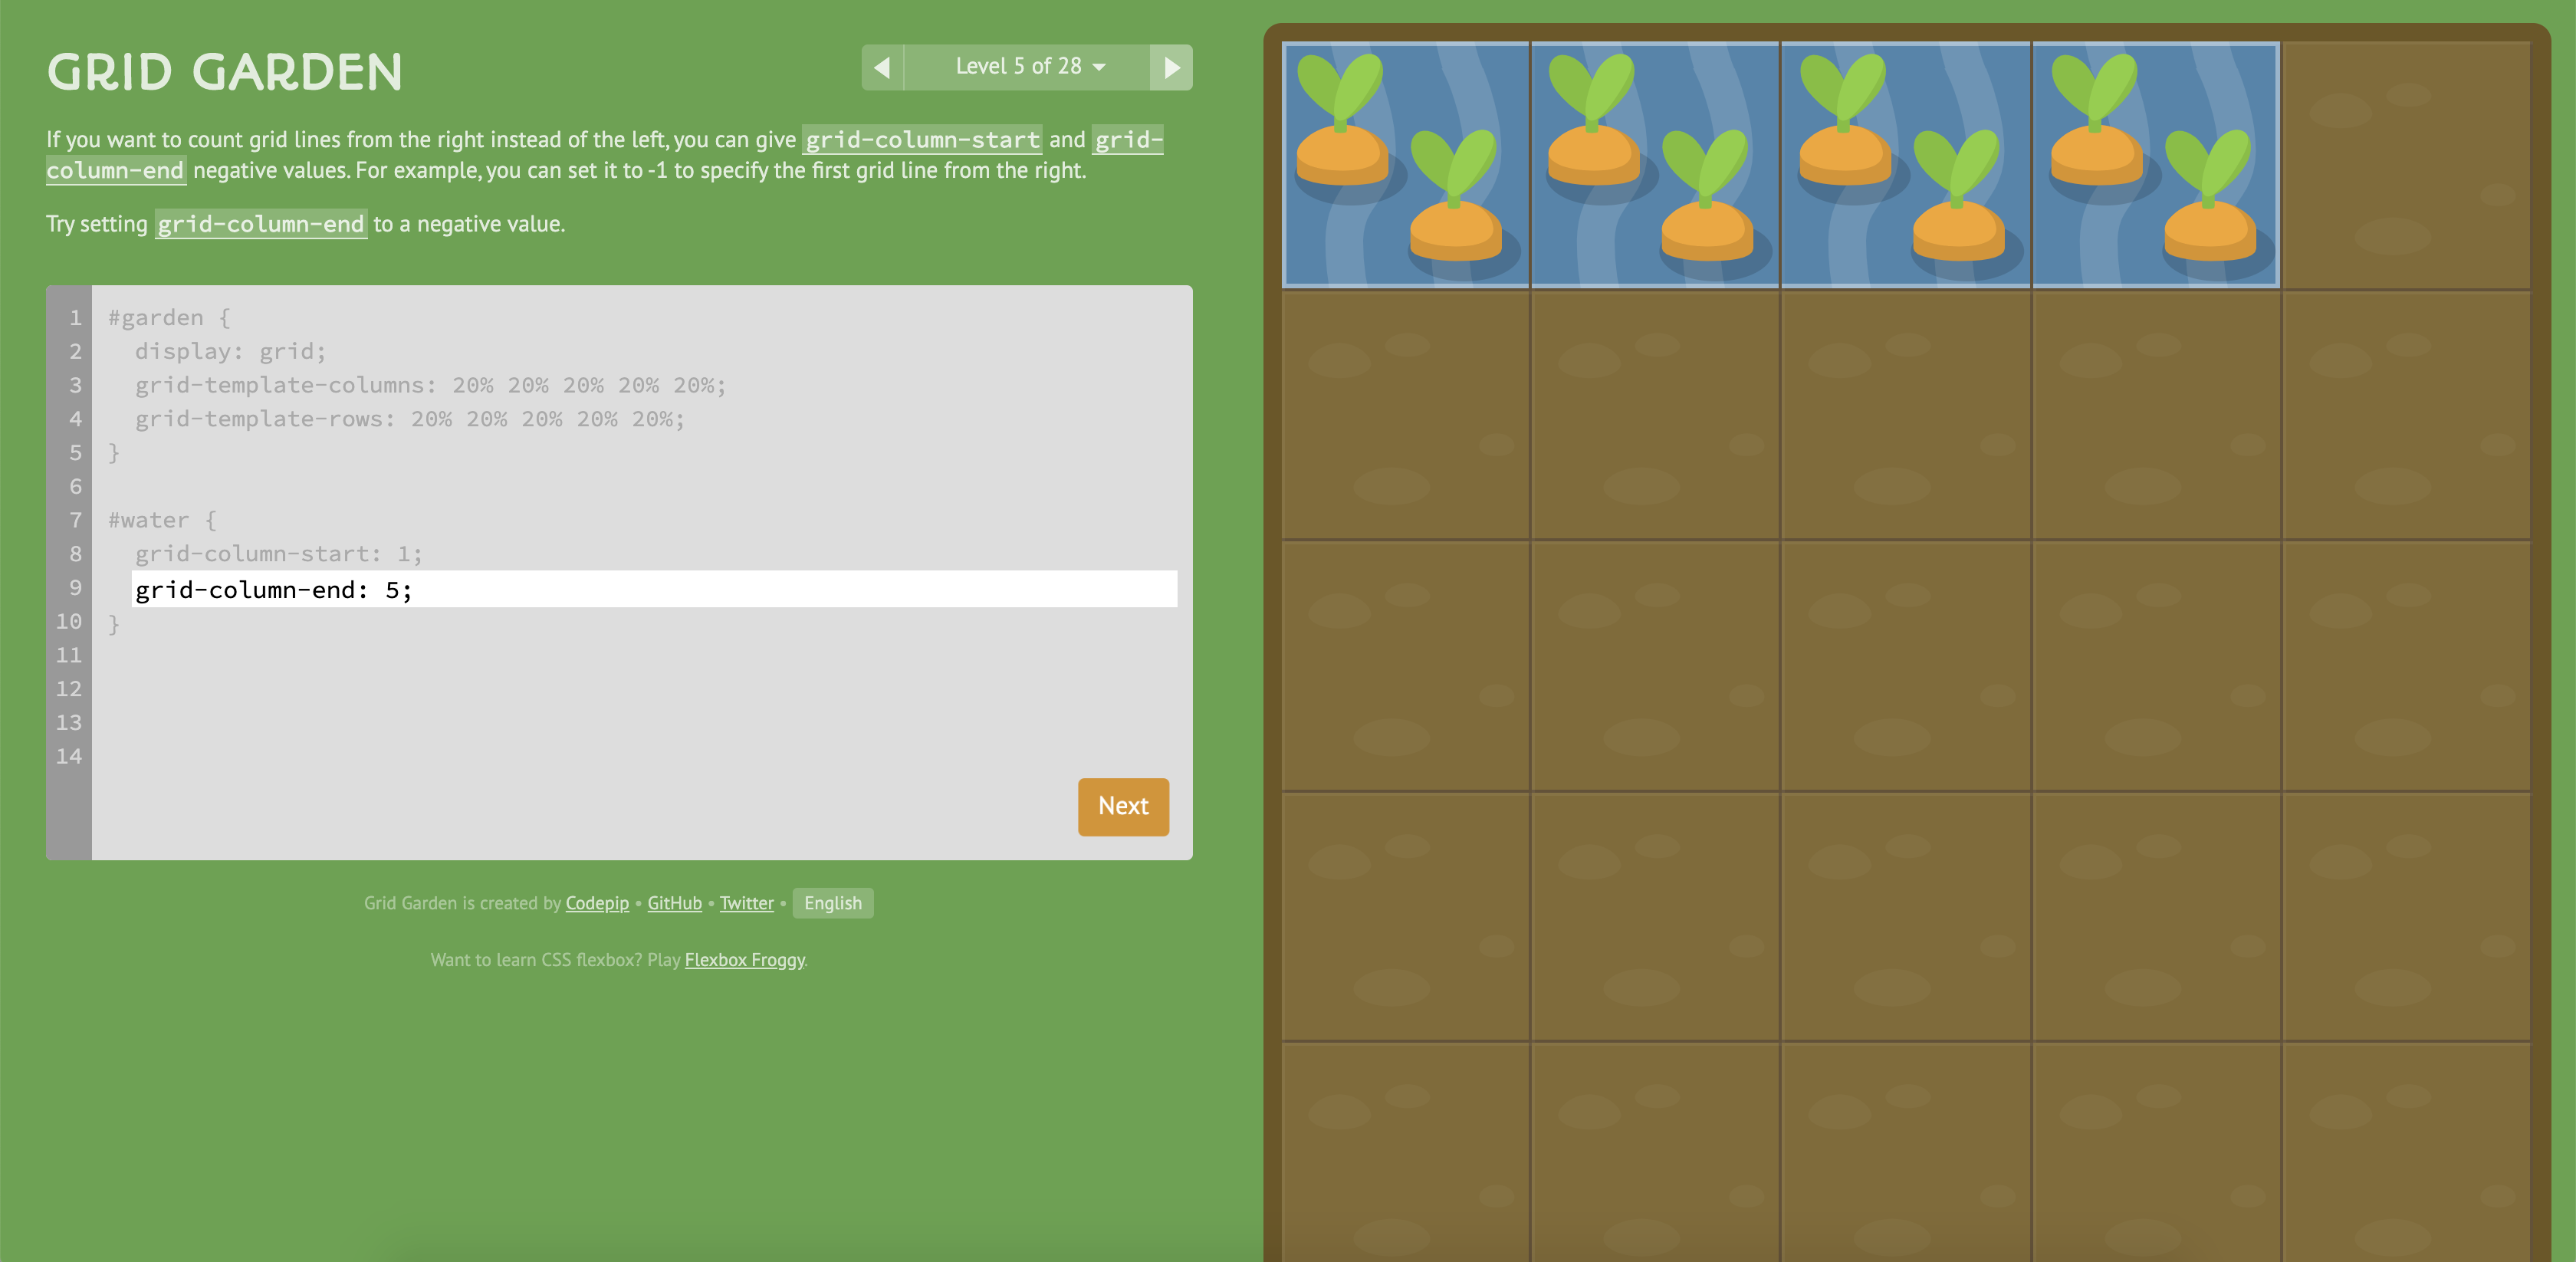 GRID GARDEN
Level 5 of 28
If you want to count grid lines from the right instead of the left, you can give grid-column-start and grid-
column-end negative values. For example, you can set it to -1 to specify the first grid line from the right.
Try setting grid-column-end to a negative value.
1 #garden {
2 display: grid;
3 grid-template-columns: 20% 20% 20% 20% 20%;
4 grid-template-rows: 20% 20% 20% 20% 20%;
5 }
6
7 #water {
8 grid-column-start: 1;
9 grid-column-end: 5;
10 }
11
12
13
14
Next
Grid Garden is created by Codepip • GitHub • Twitter • English
Want to learn CSS flexbox? Play Flexbox Froggy.